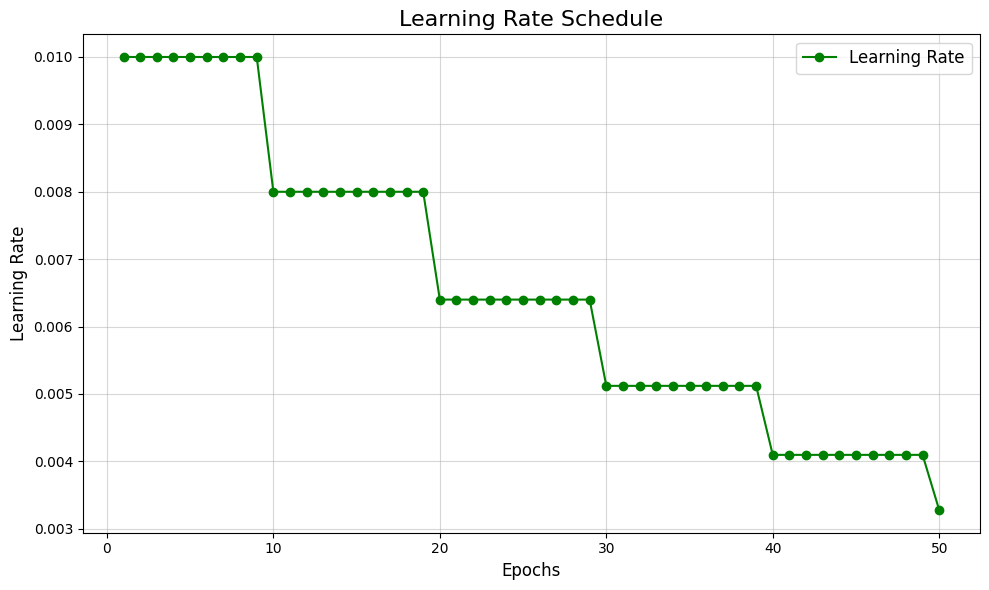 Learning Rate Schedule
Learning Rate
0.010
0.009
0.008
0.007
0.006
0.005
0.004
0.003
Learning Rate
0 10 20 30 40 50
Epochs